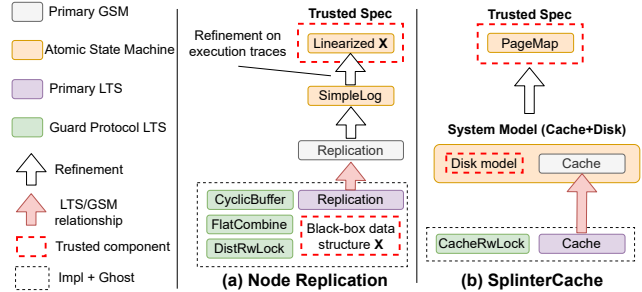 Primary GSM
Atomic State Machine
Primary LTS
Guard Protocol LTS
Refinement
LTS/GSM
relationship
Trusted component
Impl + Ghost
Trusted Spec
Refinement on
execution traces
Linearized X
SimpleLog
Replication
CyclicBuffer
Replication
FlatCombine
DistRwLock
Black-box data
structure X
(a) Node Replication
Trusted Spec
PageMap
System Model (Cache+Disk)
Disk model
Cache
CacheRwLock
Cache
(b) SplinterCache